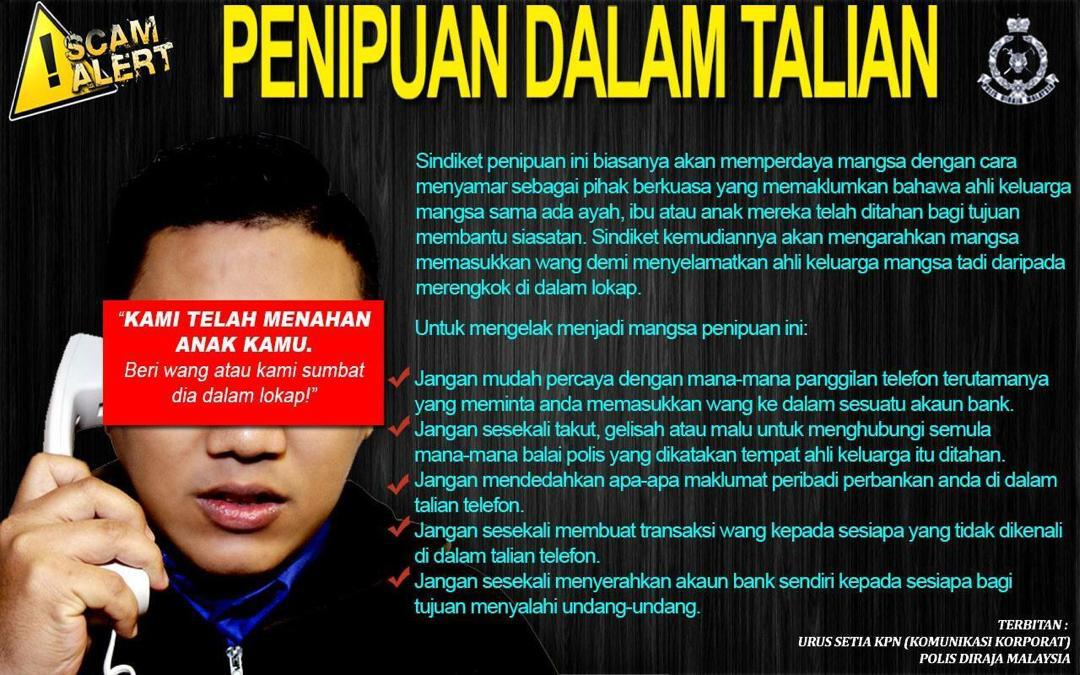 SCAM
ALERT
PENIPUAN DALAM TALIAN
POLIS DIRAJA MALAYSIA
Sindiket penipuan ini biasanya akan memperdaya mangsa dengan cara
menyamar sebagai pihak berkuasa yang memaklumkan bahawa ahli keluarga
mangsa sama ada ayah, ibu atau anak mereka telah ditahan bagi tujuan
membantu siasatan. Sindiket kemudiannya akan mengarahkan mangsa
memasukkan wang demi menyelamatkan ahli keluarga mangsa tadi daripada
merengkok di dalam lokap.
"KAMI TELAH MENAHAN
ANAK KAMU.
Beri wang atau kami sumbat
dia dalam lokap!"
Untuk mengelak menjadi mangsa penipuan ini:
Jangan mudah percaya dengan mana-mana panggilan telefon terutamanya
yang meminta anda memasukkan wang ke dalam sesuatu akaun bank.
Jangan sesekali takut, gelisah atau malu untuk menghubungi semula
mana-mana balai polis yang dikatakan tempat ahli keluarga itu ditahan.
Jangan mendedahkan apa-apa maklumat peribadi perbankan anda di dalam
talian telefon.
Jangan sesekali membuat transaksi wang kepada sesiapa yang tidak dikenali
di dalam talian telefon.
Jangan sesekali menyerahkan akaun bank sendiri kepada sesiapa bagi
tujuan menyalahi undang-undang.
TERBITAN :
URUS SETIA KPN (KOMUNIKASI KORPORAT)
POLIS DIRAJA MALAYSIA